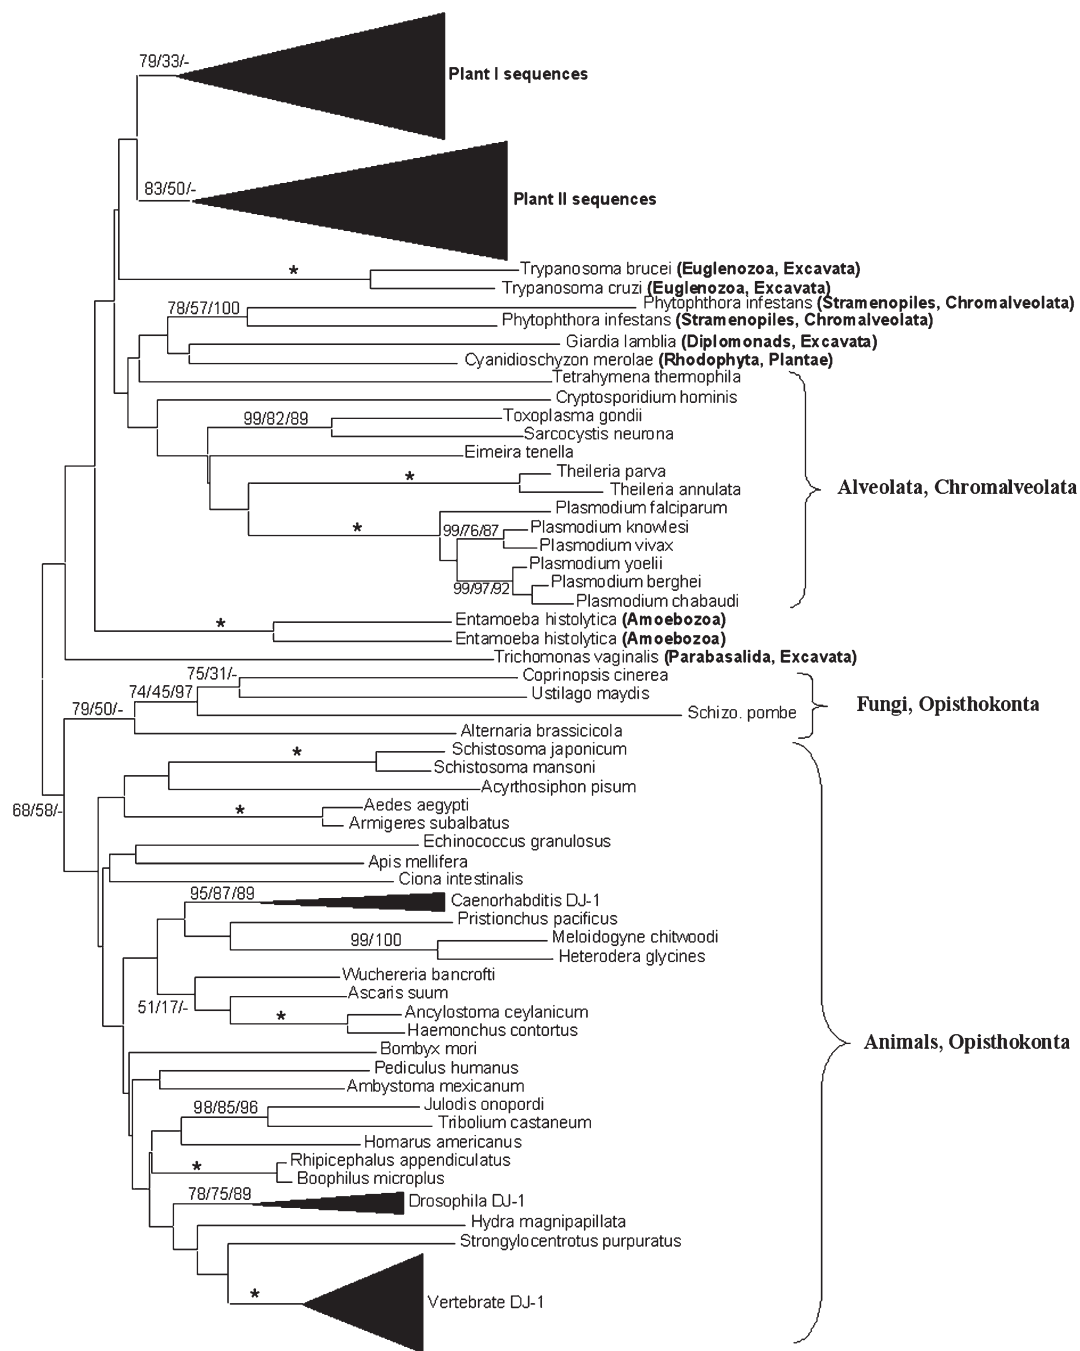 79/33/-
Plant I sequences
83/50/-
Plant II sequences
*
Trypanosoma brucei (Euglenozoa, Excavata)
Trypanosoma cruzi (Euglenozoa, Excavata)
78/57/100
Phytophthora infestans (Stramenopiles, Chromalveolata)
Phytophthora infestans (Stramenopiles, Chromalveolata)
Giardia lamblia (Diplomonads, Excavata)
Cyanidioschyzon merolae (Rhodophyta, Plantae)
Tetrahymena thermophila
Cryptosporidium hominis
99/82/89
Toxoplasma gondii
Sarcocystis neurona
Eimeira tenella
*
Theileria parva
Theileria annulata
Alveolata, Chromalveolata
Plasmodium falciparum
*
99/76/87
Plasmodium knowlesi
Plasmodium vivax
Plasmodium yoelii
99/97/92
Plasmodium berghei
Plasmodium chabaudi
*
Entamoeba histolytica (Amoebozoa)
Entamoeba histolytica (Amoebozoa)
Trichomonas vaginalis (Parabasalida, Excavata)
75/31/-
Coprinopsis cinerea
74/45/97
Ustilago maydis
79/50/-
Schizo. pombe
Fungi, Opisthokonta
Alternaria brassicicola
*
Schistosoma japonicum
Schistosoma mansoni
Acyrthosiphon pisum
68/58/-
*
Aedes aegypti
Armigeres subalbatus
Echinococcus granulosus
Apis mellifera
Ciona intestinalis
95/87/89
Caenorhabditis DJ-1
Pristionchus pacificus
99/100
Meloidogyne chitwoodi
Heterodera glycines
Wuchereria bancrofti
51/17/-
Ascaris suum
*
Ancylostoma ceylanicum
Haemonchus contortus
Animals, Opisthokonta
Bombyx mori
Pediculus humanus
Ambystoma mexicanum
98/85/96
Julodis onopordi
Tribolium castaneum
Homarus americanus
*
Rhipicephalus appendiculatus
Boophilus microplus
78/75/89
Drosophila DJ-1
Hydra magnipapillata
Strongylocentrotus purpuratus
*
Vertebrate DJ-1